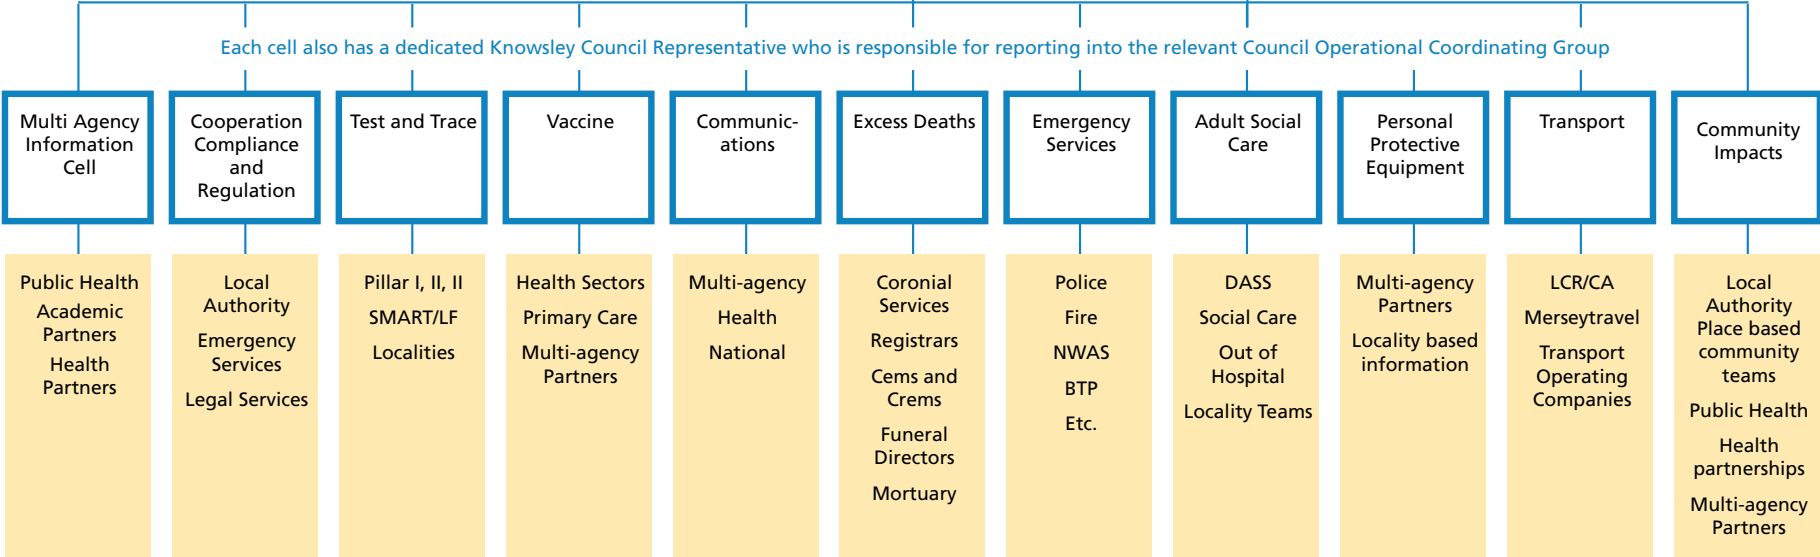 Each cell also has a dedicated Knowsley Council Representative who is responsible for reporting into the relevant Council Operational Coordinating Group
Multi Agency
Information
Cell
Cooperation
Compliance
and
Regulation
Test and Trace
Vaccine
Communic-
ations
Excess Deaths
Emergency
Services
Adult Social
Care
Personal
Protective
Equipment
Transport
Community
Impacts
Public Health
Academic
Partners
Health
Partners
Local
Authority
Emergency
Services
Legal Services
Pillar I, II, II
SMART/LF
Localities
Health Sectors
Primary Care
Multi-agency
Partners
Multi-agency
Health
National
Coronial
Services
Registrars
Cems and
Crems
Funeral
Directors
Mortuary
Police
Fire
NWAS
BTP
Etc.
DASS
Social Care
Out of
Hospital
Locality Teams
Multi-agency
Partners
Locality based
information
LCR/CA
Merseytravel
Transport
Operating
Companies
Local
Authority
Place based
community
teams
Public Health
Health
partnerships
Multi-agency
Partners